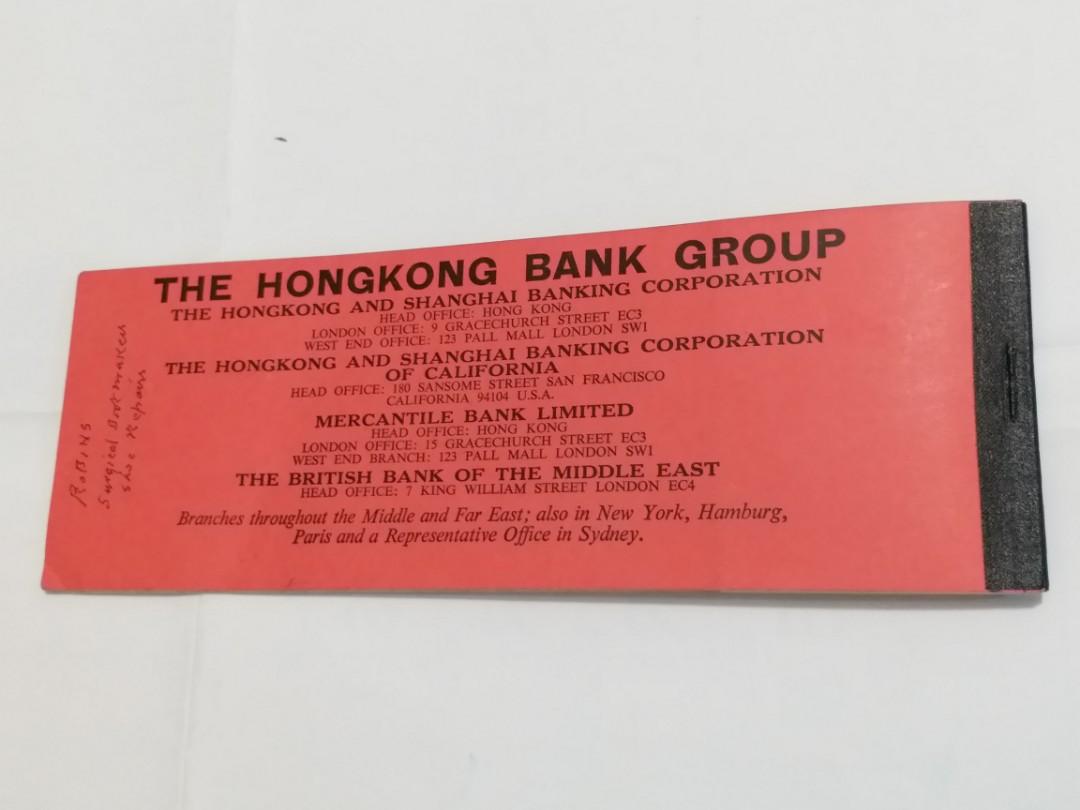 THE HONGKONG BANK GROUP
THE HONGKONG AND SHANGHAI BANKING CORPORATION
HEAD OFFICE: HONG KONG
LONDON OFFICE: 9 GRACECHURCH STREET EC3
WEST END OFFICE: 123 PALL MALL LONDON SW1
THE HONGKONG AND SHANGHAI BANKING CORPORATION
OF CALIFORNIA
HEAD OFFICE: 180 SANSOME STREET SAN FRANCISCO
CALIFORNIA 94104 U.S.A.
MERCANTILE BANK LIMITED
HEAD OFFICE: HONG KONG
LONDON OFFICE: 15 GRACECHURCH STREET EC3
WEST END BRANCH: 123 PALL MALL LONDON SW1
THE BRITISH BANK OF THE MIDDLE EAST
HEAD OFFICE: 7 KING WILLIAM STREET LONDON EC4
Branches throughout the Middle and Far East; also in New York, Hamburg,
Paris and a Representative Office in Sydney.
ROBINS
Surgical Bootmaker
Shoe Repairs